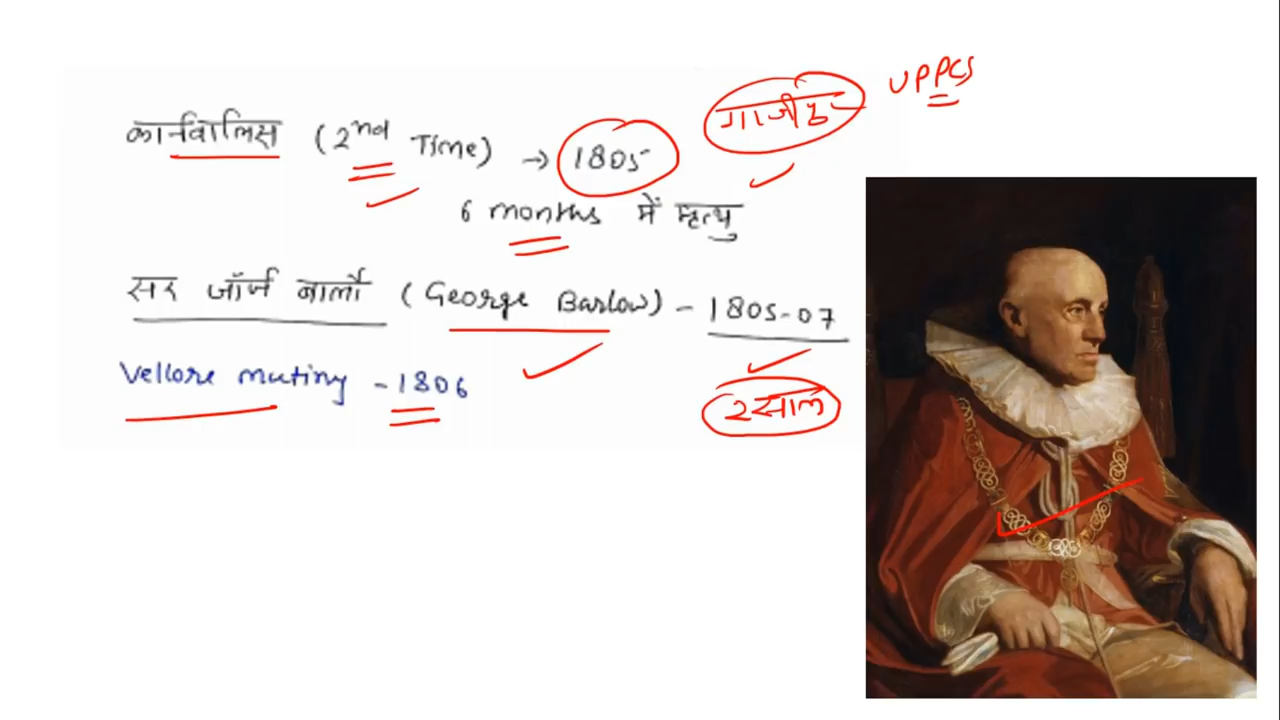 UPPCS
कार्नवालिस (2nd Time) → 1805
6 months में मृत्यु
सर जॉर्ज बार्लो (George Barlow) - 1805-07
Vellore mutiny - 1806
2 साल